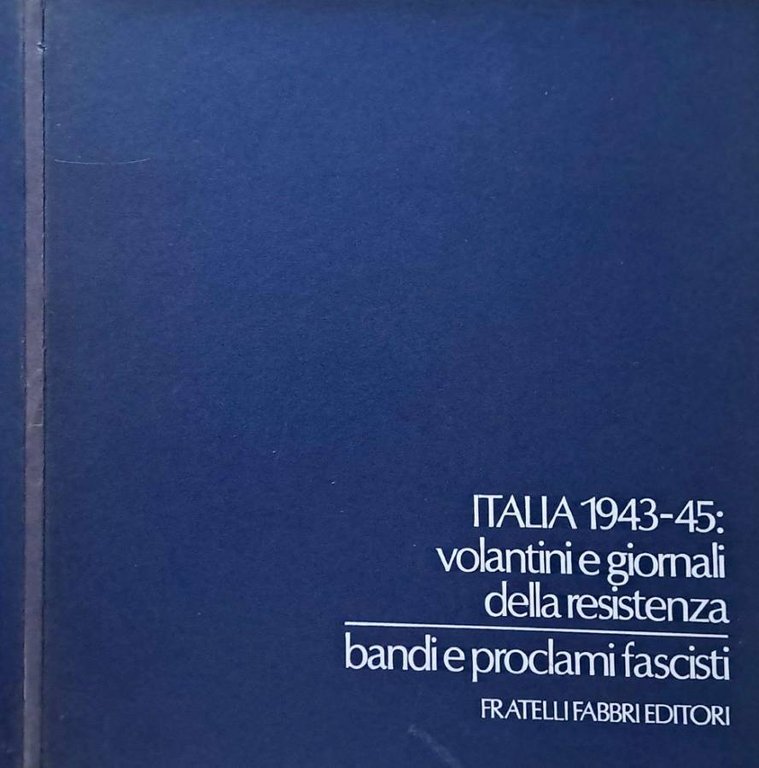 ITALIA 1943-45:
volantini e giornali
della resistenza
bandi e proclami fascisti
FRATELLI FABBRI EDITORI